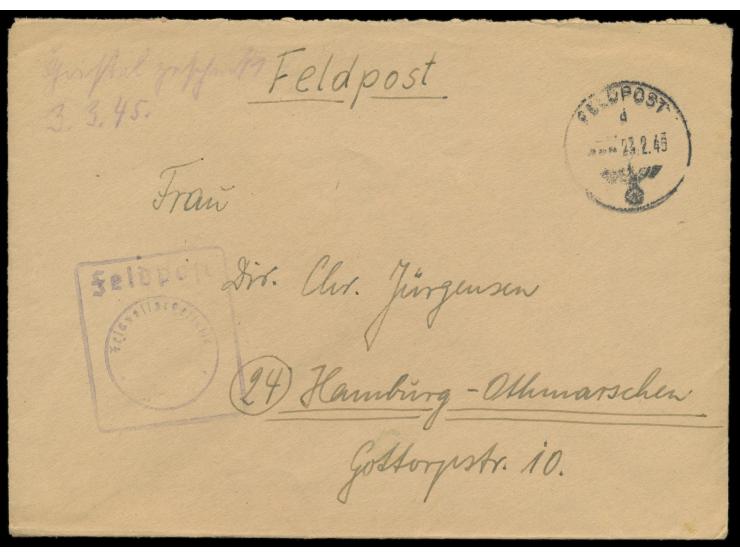 3. 3. 45.
Feldpost
FELDPOST
d
23.2.45
Frau
Feldpost
Dir. Chr. Jürgensen
(24) Hamburg-Othmarschen
Gottorpstr. 10.